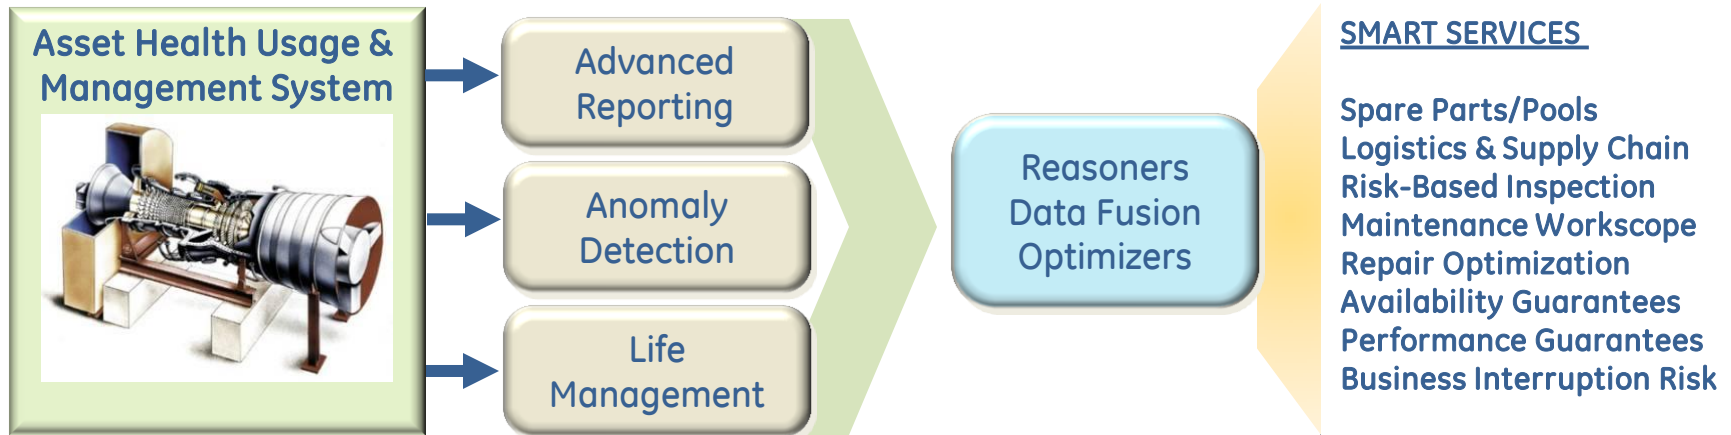 Asset Health Usage &
Management System
Advanced
Reporting
Anomaly
Detection
Life
Management
Reasoners
Data Fusion
Optimizers
SMART SERVICES
Spare Parts/Pools
Logistics & Supply Chain
Risk-Based Inspection
Maintenance Workscope
Repair Optimization
Availability Guarantees
Performance Guarantees
Business Interruption Risk